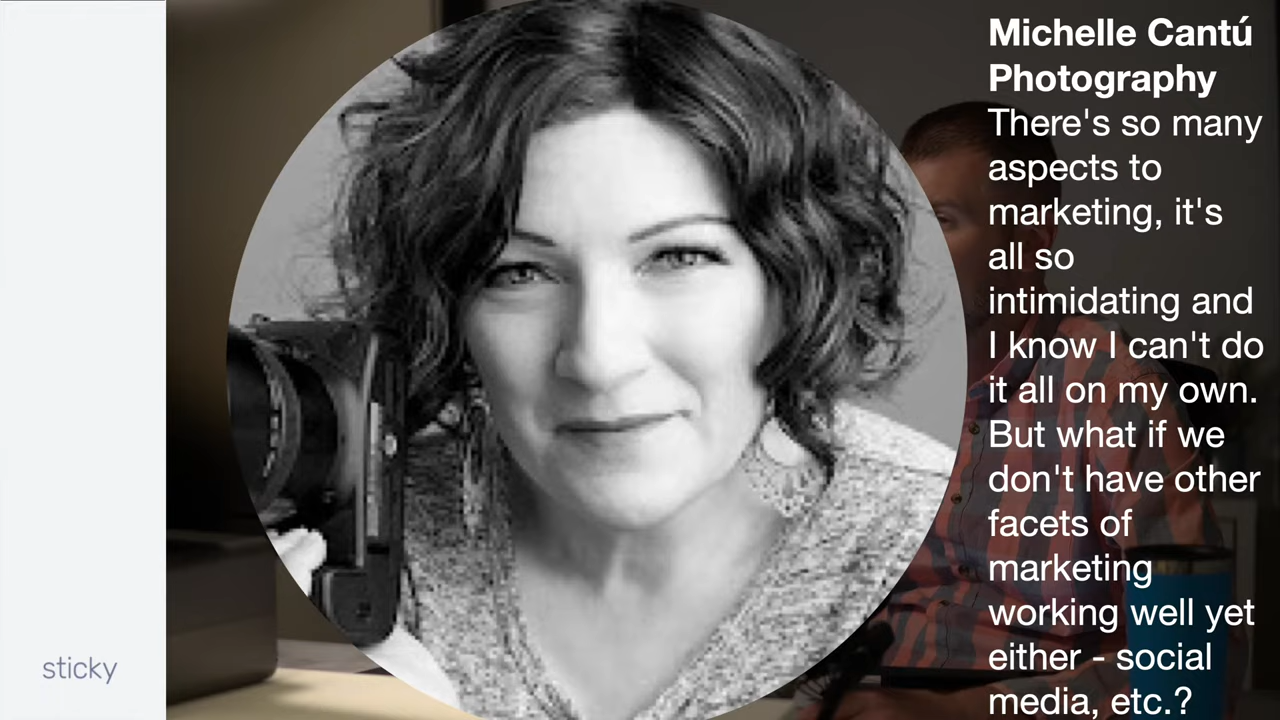 Michelle Cantú
Photography
There's so many
aspects to
marketing, it's
all so
intimidating and
I know I can't do
it all on my own.
But what if we
don't have other
facets of
marketing
working well yet
either - social
media, etc.?
sticky